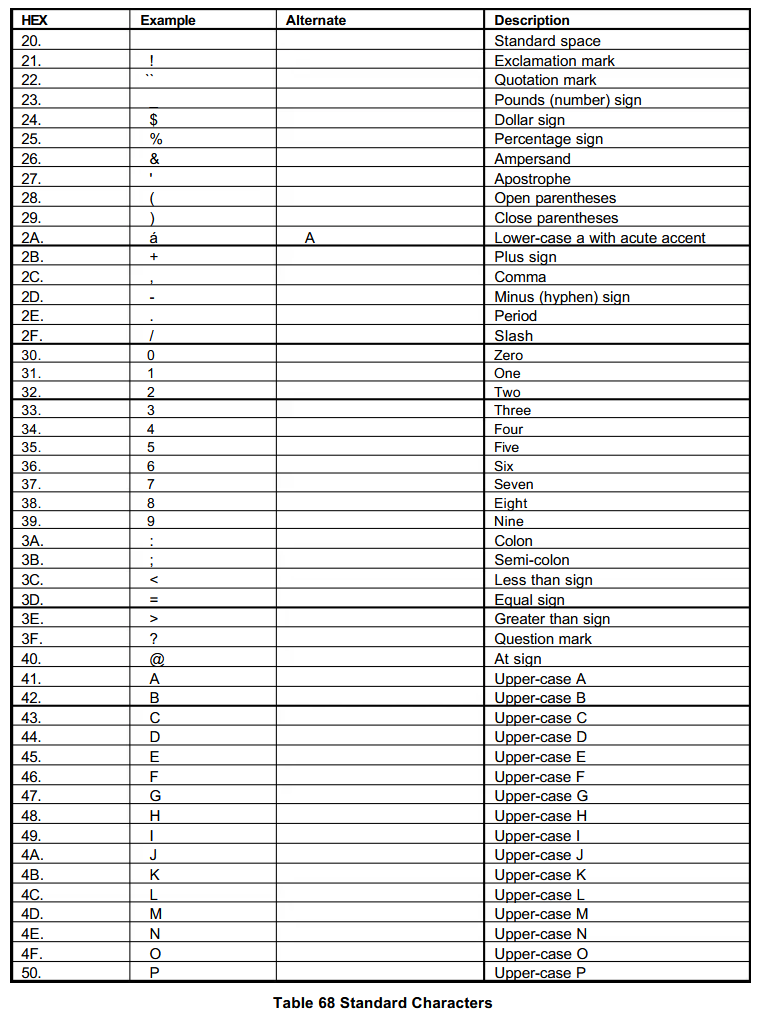 HEX Example Alternate Description
20. Standard space
21. ! Exclamation mark
22. `` Quotation mark
23. _ Pounds (number) sign
24. $ Dollar sign
25. % Percentage sign
26. & Ampersand
27. ' Apostrophe
28. ( Open parentheses
29. ) Close parentheses
2A. á A Lower-case a with acute accent
2B. + Plus sign
2C. , Comma
2D. - Minus (hyphen) sign
2E. . Period
2F. / Slash
30. 0 Zero
31. 1 One
32. 2 Two
33. 3 Three
34. 4 Four
35. 5 Five
36. 6 Six
37. 7 Seven
38. 8 Eight
39. 9 Nine
3A. : Colon
3B. ; Semi-colon
3C. < Less than sign
3D. = Equal sign
3E. > Greater than sign
3F. ? Question mark
40. @ At sign
41. A Upper-case A
42. B Upper-case B
43. C Upper-case C
44. D Upper-case D
45. E Upper-case E
46. F Upper-case F
47. G Upper-case G
48. H Upper-case H
49. I Upper-case I
4A. J Upper-case J
4B. K Upper-case K
4C. L Upper-case L
4D. M Upper-case M
4E. N Upper-case N
4F. O Upper-case O
50. P Upper-case P
Table 68 Standard Characters